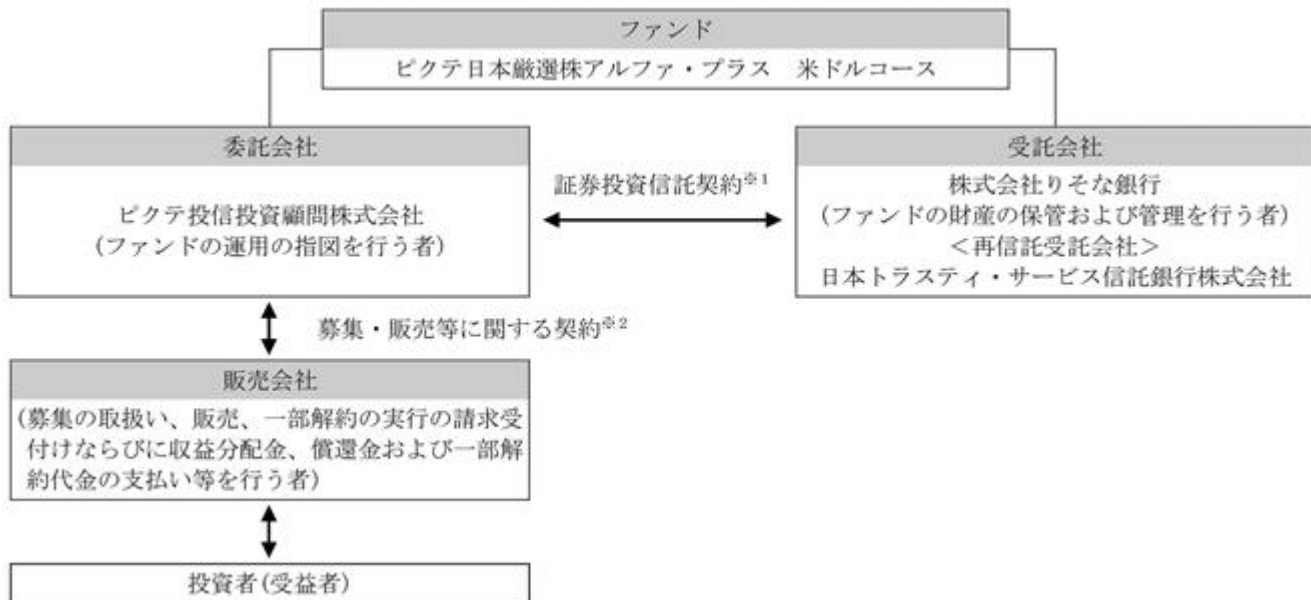 ファンド
ピクテ日本厳選株アルファ・プラス　米ドルコース
委託会社
ピクテ投信投資顧問株式会社
(ファンドの運用の指図を行う者)
証券投資信託契約※1
受託会社
株式会社りそな銀行
(ファンドの財産の保管および管理を行う者)
＜再信託受託会社＞
日本トラスティ・サービス信託銀行株式会社
募集・販売等に関する契約※2
販売会社
(募集の取扱い、販売、一部解約の実行の請求受
付けならびに収益分配金、償還金および一部解
約代金の支払い等を行う者)
投資者(受益者)